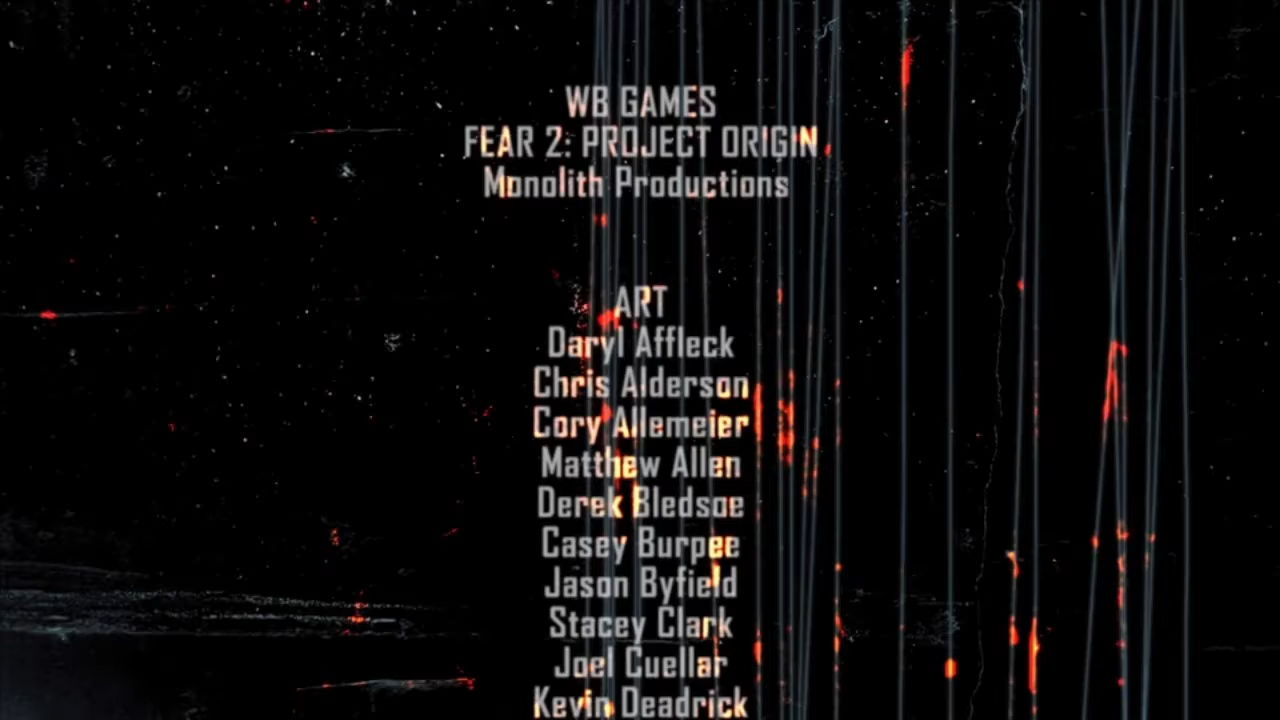 WB GAMES
FEAR 2: PROJECT ORIGIN
Monolith Productions
ART
Daryl Affleck
Chris Alderson
Cory Allemeier
Matthew Allen
Derek Bledsoe
Casey Burpee
Jason Byfield
Stacey Clark
Joel Cuellar
Kevin Deadrick